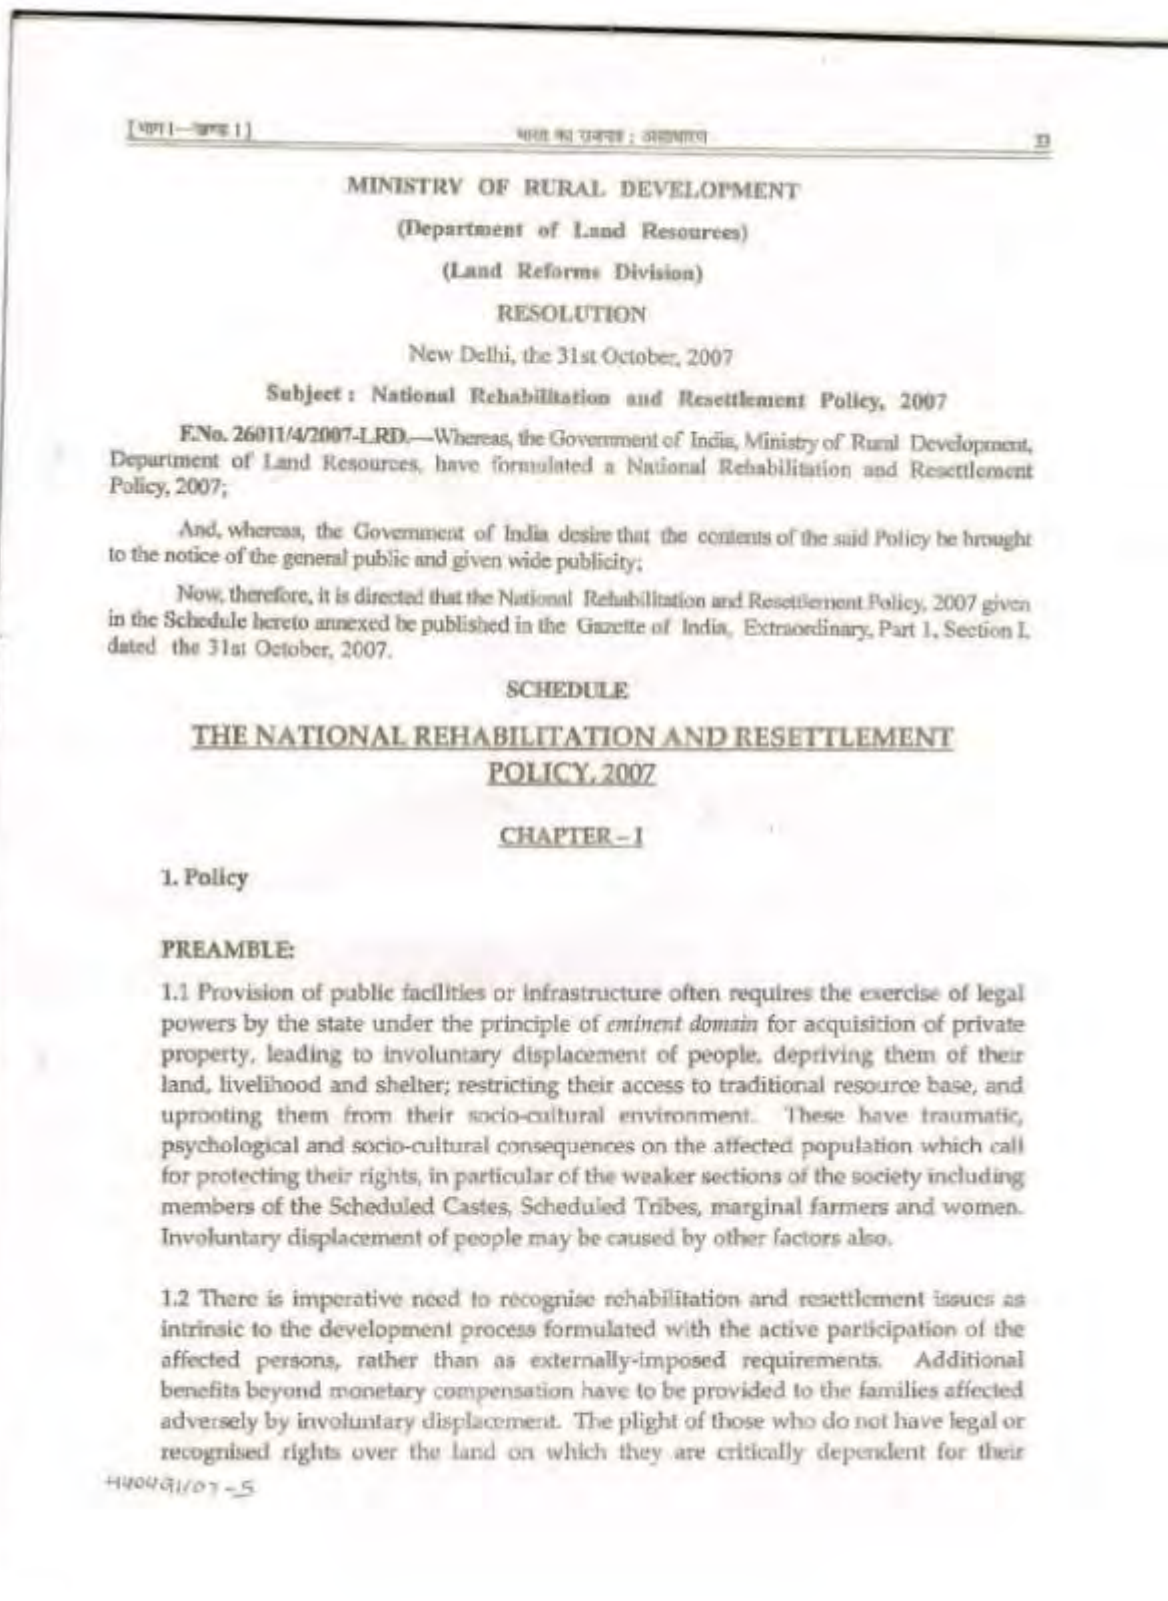 [भाग I—खण्ड 1] भारत का राजपत्र : असाधारण 33
MINISTRY OF RURAL DEVELOPMENT
(Department of Land Resources)
(Land Reforms Division)
RESOLUTION
New Delhi, the 31st October, 2007
Subject : National Rehabilitation and Resettlement Policy, 2007
F.No. 26011/4/2007-LRD.—Whereas, the Government of India, Ministry of Rural Development,
Department of Land Resources, have formulated a National Rehabilitation and Resettlement
Policy, 2007;
And, whereas, the Government of India desire that the contents of the said Policy be brought
to the notice of the general public and given wide publicity;
Now, therefore, it is directed that the National Rehabilitation and Resettlement Policy, 2007 given
in the Schedule hereto annexed be published in the Gazette of India, Extraordinary, Part 1, Section I,
dated the 31st October, 2007.
SCHEDULE
THE NATIONAL REHABILITATION AND RESETTLEMENT
POLICY, 2007
CHAPTER – I
1. Policy
PREAMBLE:
1.1 Provision of public facilities or infrastructure often requires the exercise of legal
powers by the state under the principle of eminent domain for acquisition of private
property, leading to involuntary displacement of people, depriving them of their
land, livelihood and shelter; restricting their access to traditional resource base, and
uprooting them from their socio-cultural environment. These have traumatic,
psychological and socio-cultural consequences on the affected population which call
for protecting their rights, in particular of the weaker sections of the society including
members of the Scheduled Castes, Scheduled Tribes, marginal farmers and women.
Involuntary displacement of people may be caused by other factors also.
1.2 There is imperative need to recognise rehabilitation and resettlement issues as
intrinsic to the development process formulated with the active participation of the
affected persons, rather than as externally-imposed requirements. Additional
benefits beyond monetary compensation have to be provided to the families affected
adversely by involuntary displacement. The plight of those who do not have legal or
recognised rights over the land on which they are critically dependent for their